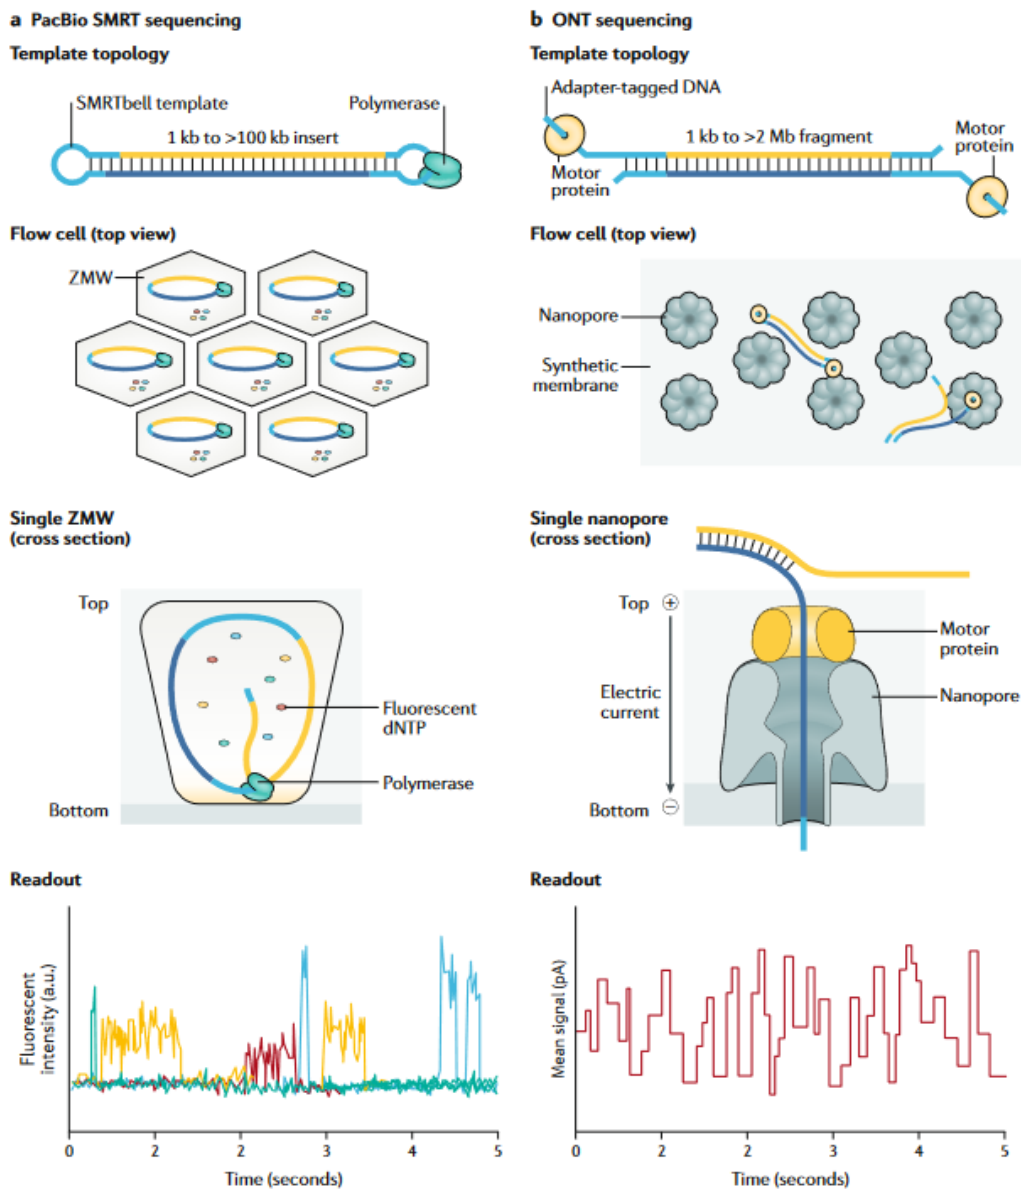 a PacBio SMRT sequencing
Template topology
SMRTbell template
Polymerase
1 kb to >100 kb insert
Flow cell (top view)
ZMW
Single ZMW
(cross section)
Top
Fluorescent
dNTP
Polymerase
Bottom
Readout
Fluorescent
intensity (a.u.)
0 2 2 3 4 5
Time (seconds)
b ONT sequencing
Template topology
Adapter-tagged DNA
1 kb to >2 Mb fragment
Motor
protein
Motor
protein
Flow cell (top view)
Nanopore
Synthetic
membrane
Single nanopore
(cross section)
Top +
Motor
protein
Nanopore
Electric
current
Bottom −
Readout
Mean signal (pA)
0 2 2 3 4 5
Time (seconds)